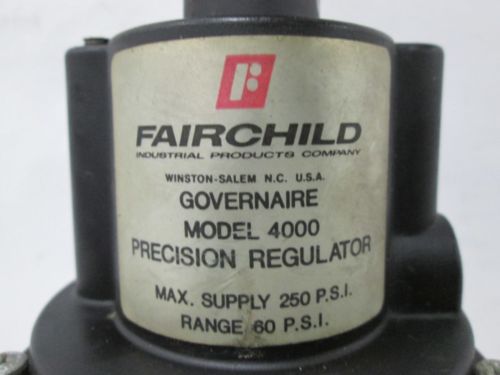 FAIRCHILD
INDUSTRIAL PRODUCTS COMPANY
WINSTON-SALEM N.C. U.S.A.
GOVERNAIRE
MODEL 4000
PRECISION REGULATOR
MAX. SUPPLY 250 P.S.I.
RANGE 60 P.S.I.